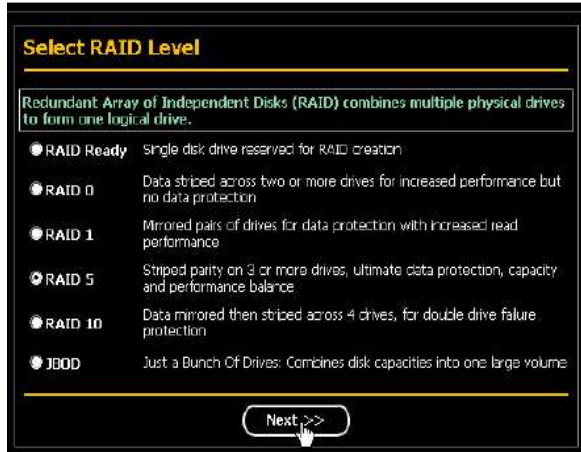 Select RAID Level
Redundant Array of Independent Disks (RAID) combines multiple physical drives
to form one logical drive.
RAID Ready Single disk drive reserved for RAID creation
Data striped across two or more drives for increased performance but
RAID 0
no data protection
Mirrored pairs of drives for data protection with increased read
RAID 1
performance
Striped parity on 3 or more drives, ultimate data protection, capacity
RAID 5
and performance balance
Data mirrored then striped across 4 drives, for double drive failure
RAID 10
protection
JBOD Just a Bunch Of Drives: Combines disk capacities into one large volume
Next >>